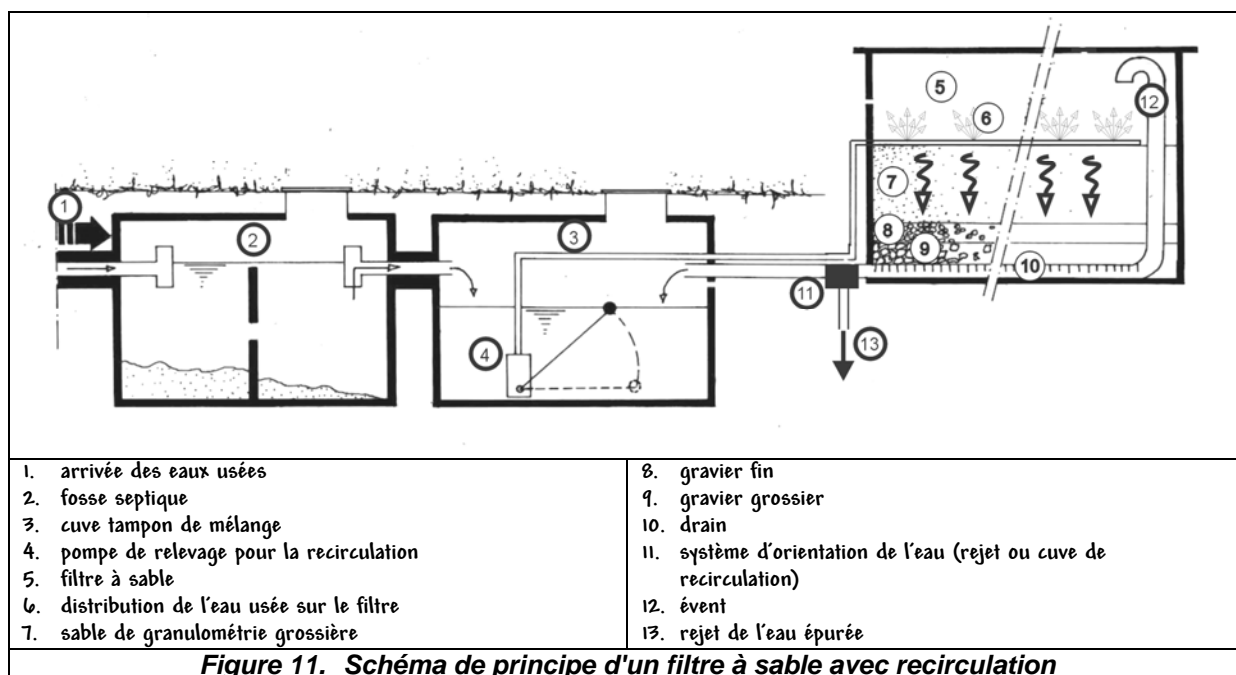 5
6
12
1
7
2
3
8
9
10
11
4
13
1. arrivée des eaux usées
2. fosse septique
3. cuve tampon de mélange
4. pompe de relevage pour la recirculation
5. filtre à sable
6. distribution de l'eau usée sur le filtre
7. sable de granulométrie grossière
8. gravier fin
9. gravier grossier
10. drain
11. système d'orientation de l'eau (rejet ou cuve de
recirculation)
12. évent
13. rejet de l'eau épurée
Figure 11. Schéma de principe d'un filtre à sable avec recirculation